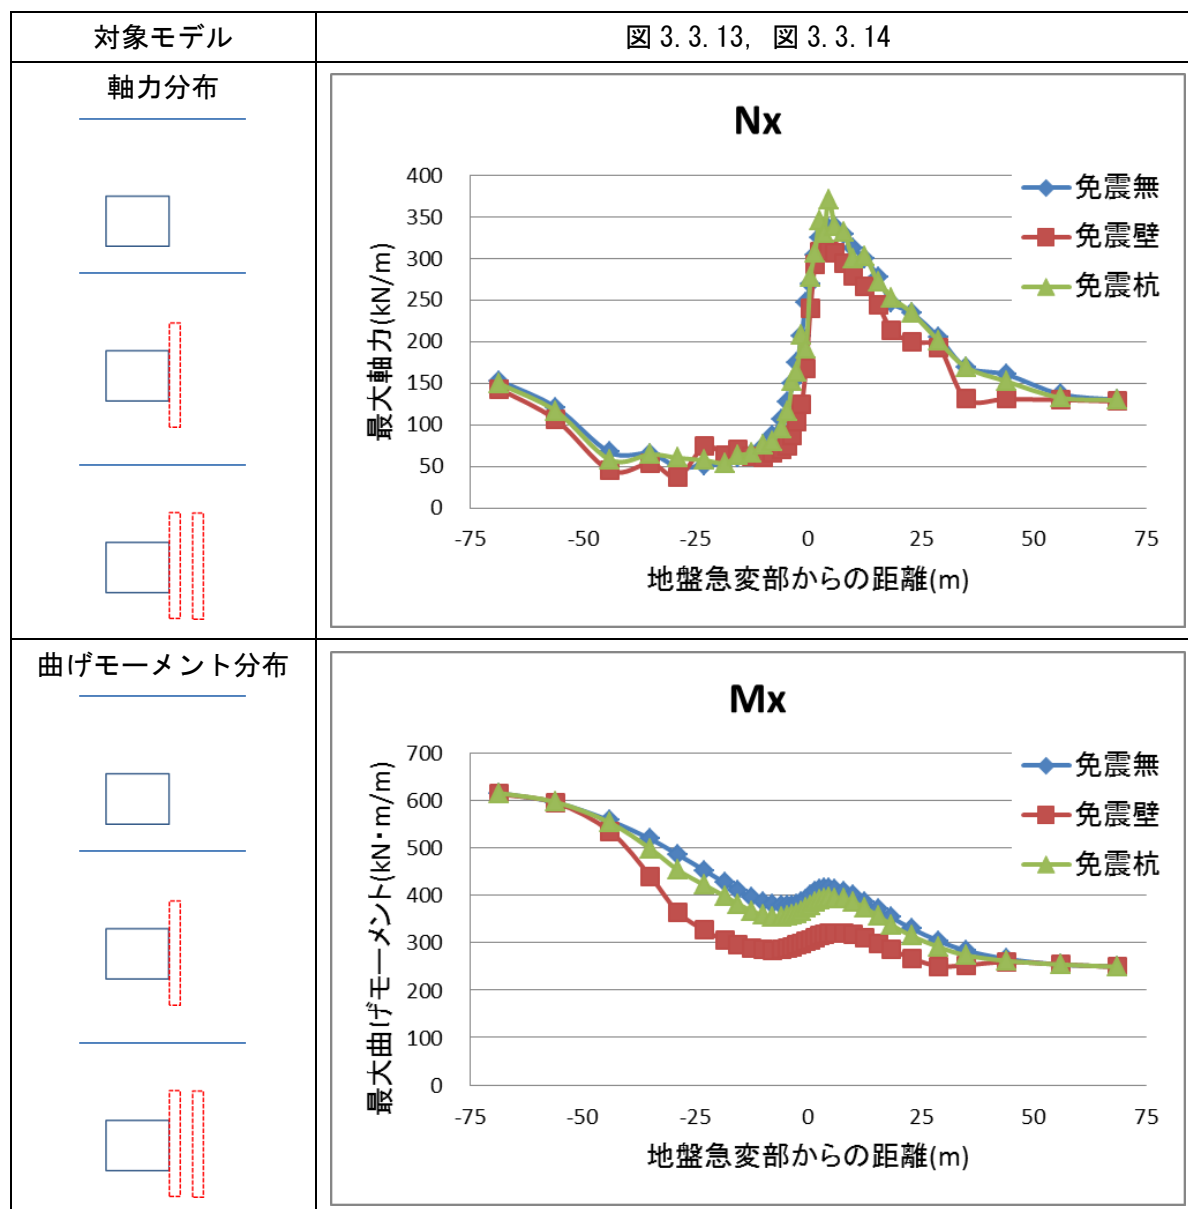 対象モデル
図 3.3.13, 図 3.3.14
軸力分布
Nx
400
350
300
250
200
150
100
50
0
最大軸力(kN/m)
-75 -50 -25 0 25 50 75
地盤急変部からの距離(m)
免震無
免震壁
免震杭
曲げモーメント分布
Mx
700
600
500
400
300
200
100
0
最大曲げモーメント(kN・m/m)
-75 -50 -25 0 25 50 75
地盤急変部からの距離(m)
免震無
免震壁
免震杭